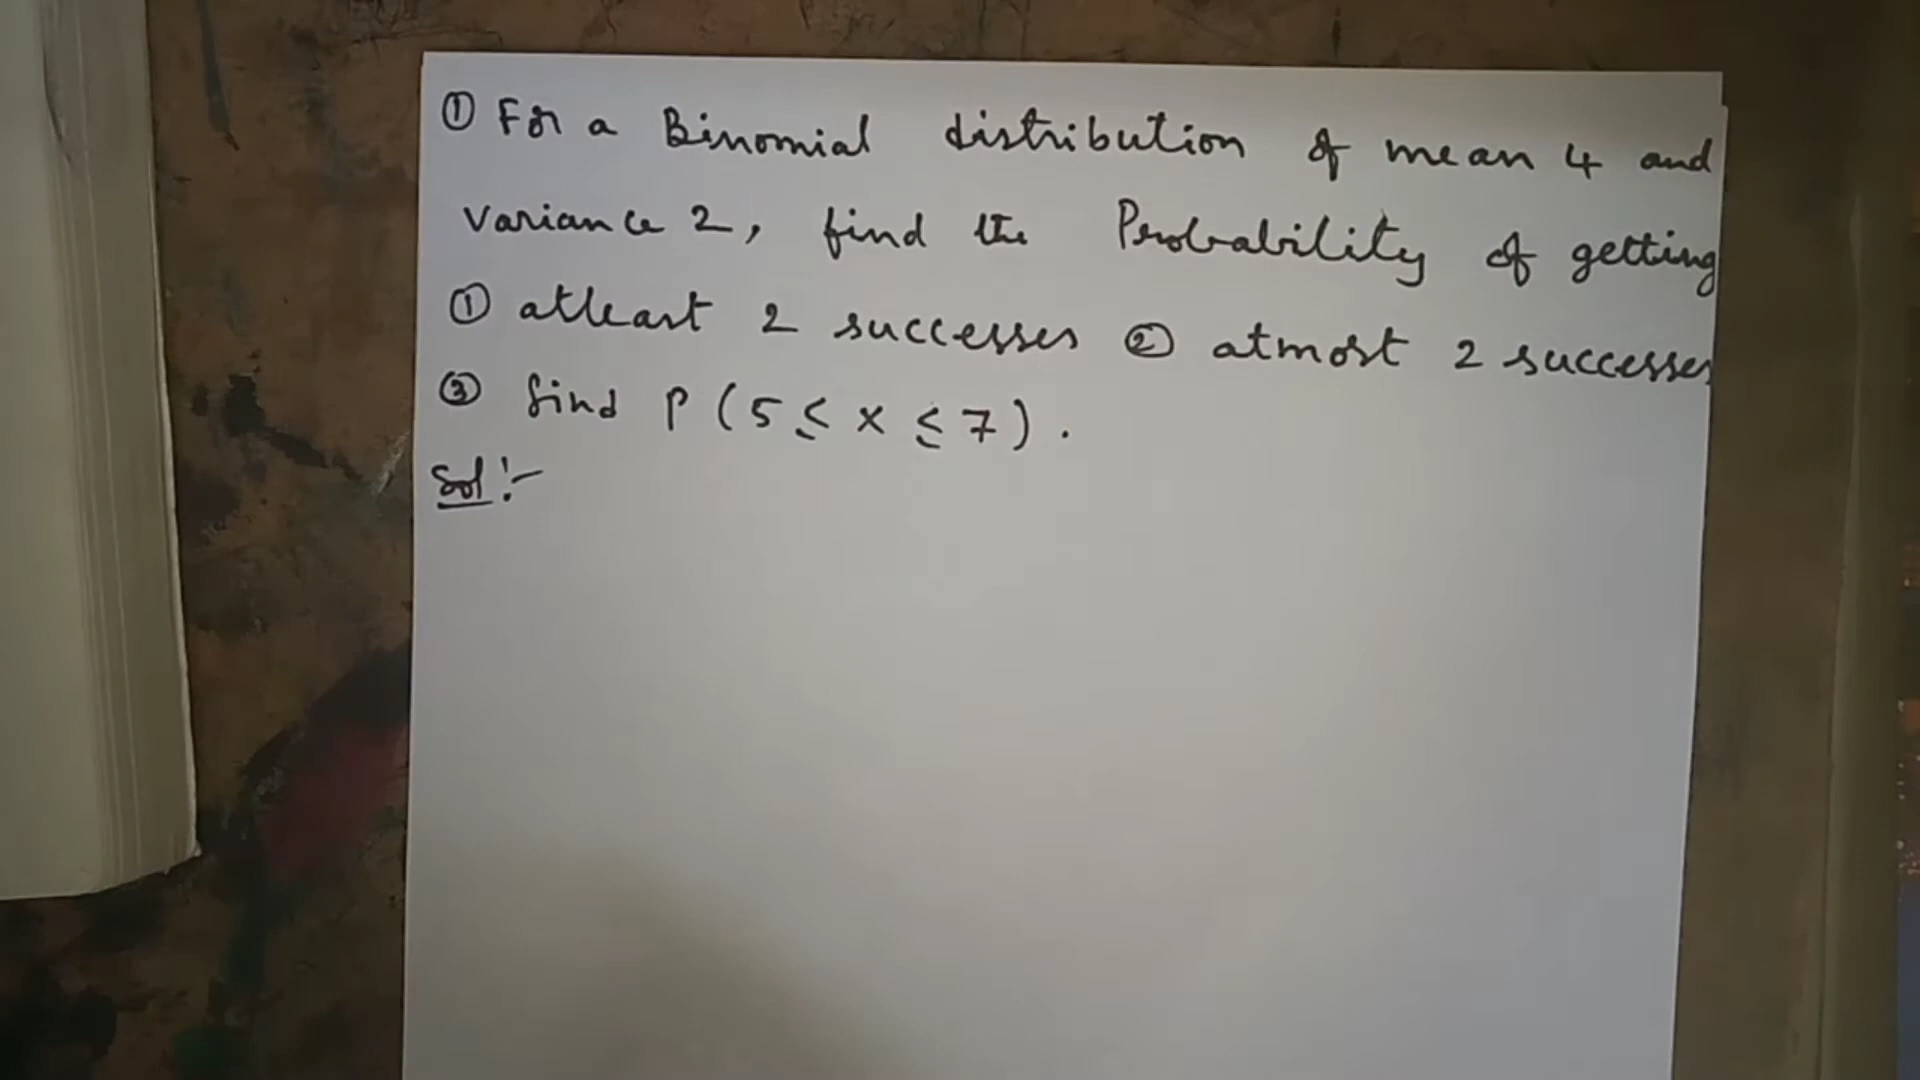 ① For a Binomial distribution of mean 4 and
variance 2, find the Probability of getting
① atleast 2 successes ② atmost 2 successes
③ find P(5 ≤ x ≤ 7).
Sol:-